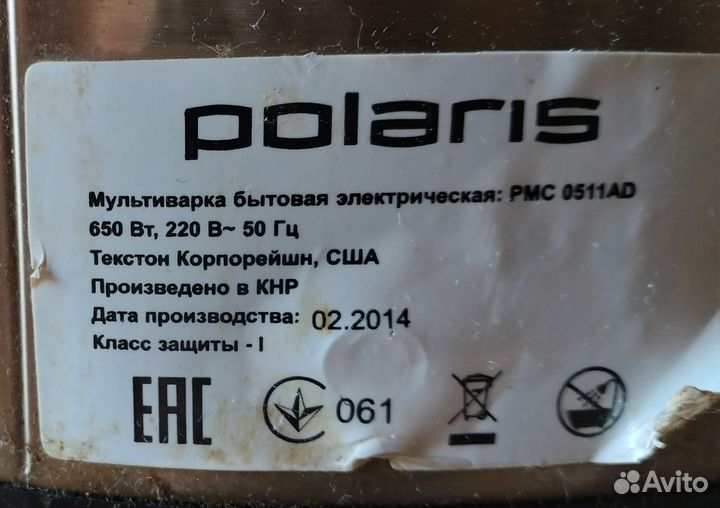 polaris
Мультиварка бытовая электрическая: PMC 0511AD
650 Вт, 220 В~ 50 Гц
Текстон Корпорейшн, США
Произведено в КНР
Дата производства: 02.2014
Класс защиты - I
EAC 061
Avito